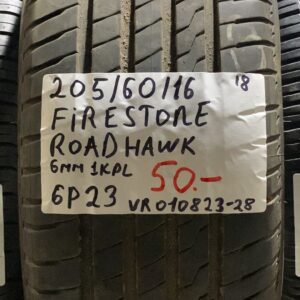 205/60/16 18
FIRESTONE
ROADHAWK
6MM 1KPL 50.-
6P23 VR010823-28